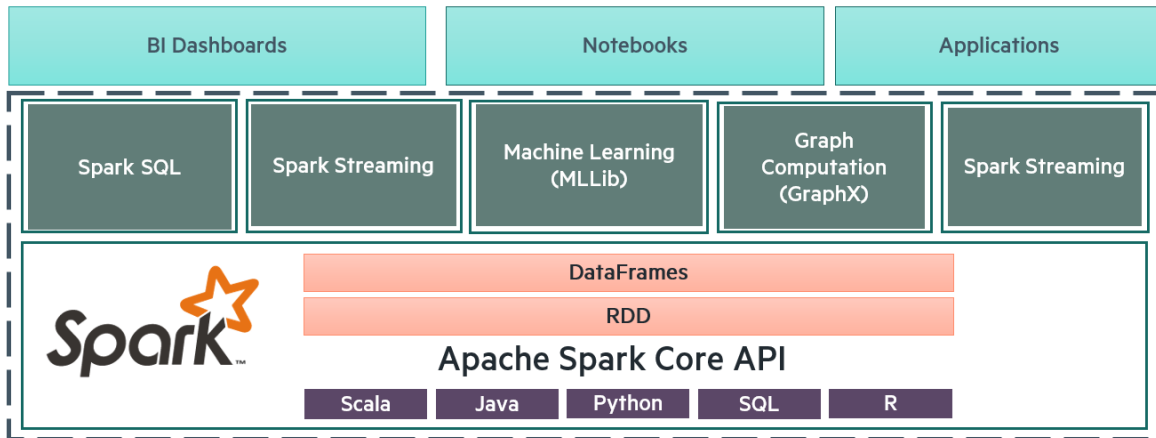 BI Dashboards
Notebooks
Applications
Spark SQL
Spark Streaming
Machine Learning
(MLLib)
Graph
Computation
(GraphX)
Spark Streaming
Spark™
DataFrames
RDD
Apache Spark Core API
Scala
Java
Python
SQL
R